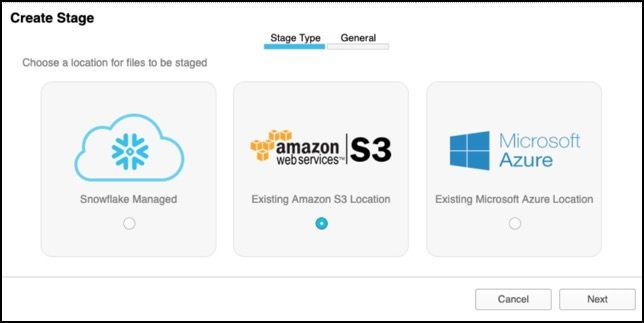 Create Stage
Stage Type General
Choose a location for files to be staged
amazon web services™ S3
Microsoft Azure
Snowflake Managed
Existing Amazon S3 Location
Existing Microsoft Azure Location
Cancel Next